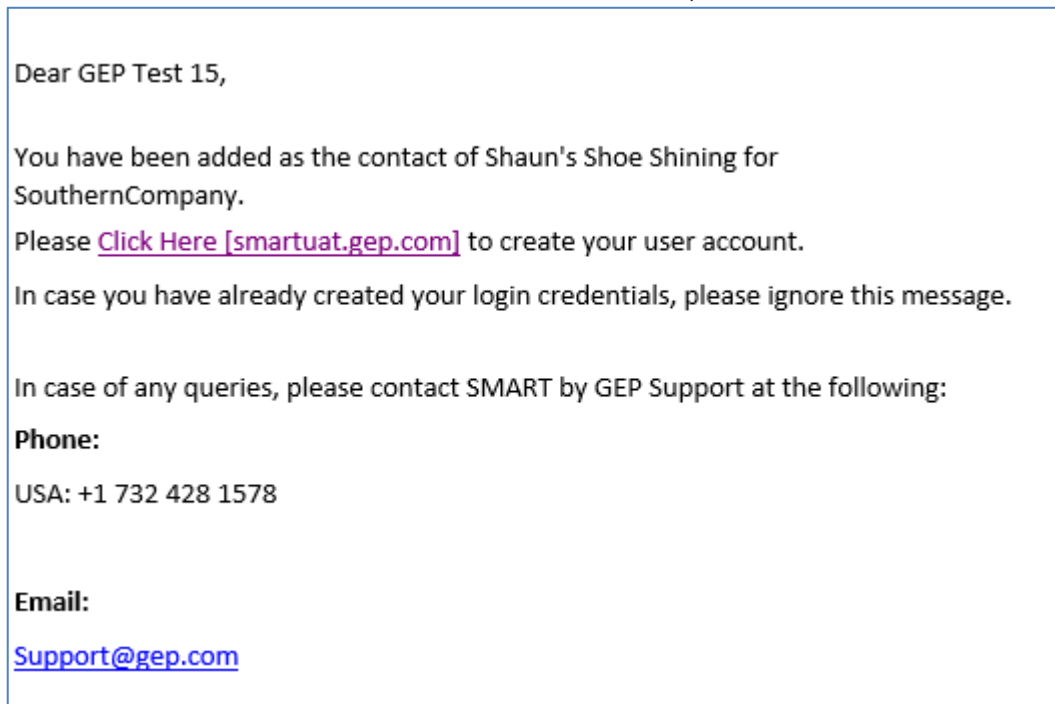 Dear GEP Test 15,
You have been added as the contact of Shaun's Shoe Shining for
SouthernCompany.
Please Click Here [smartuat.gep.com] to create your user account.
In case you have already created your login credentials, please ignore this message.
In case of any queries, please contact SMART by GEP Support at the following:
Phone:
USA: +1 732 428 1578
Email:
Support@gep.com